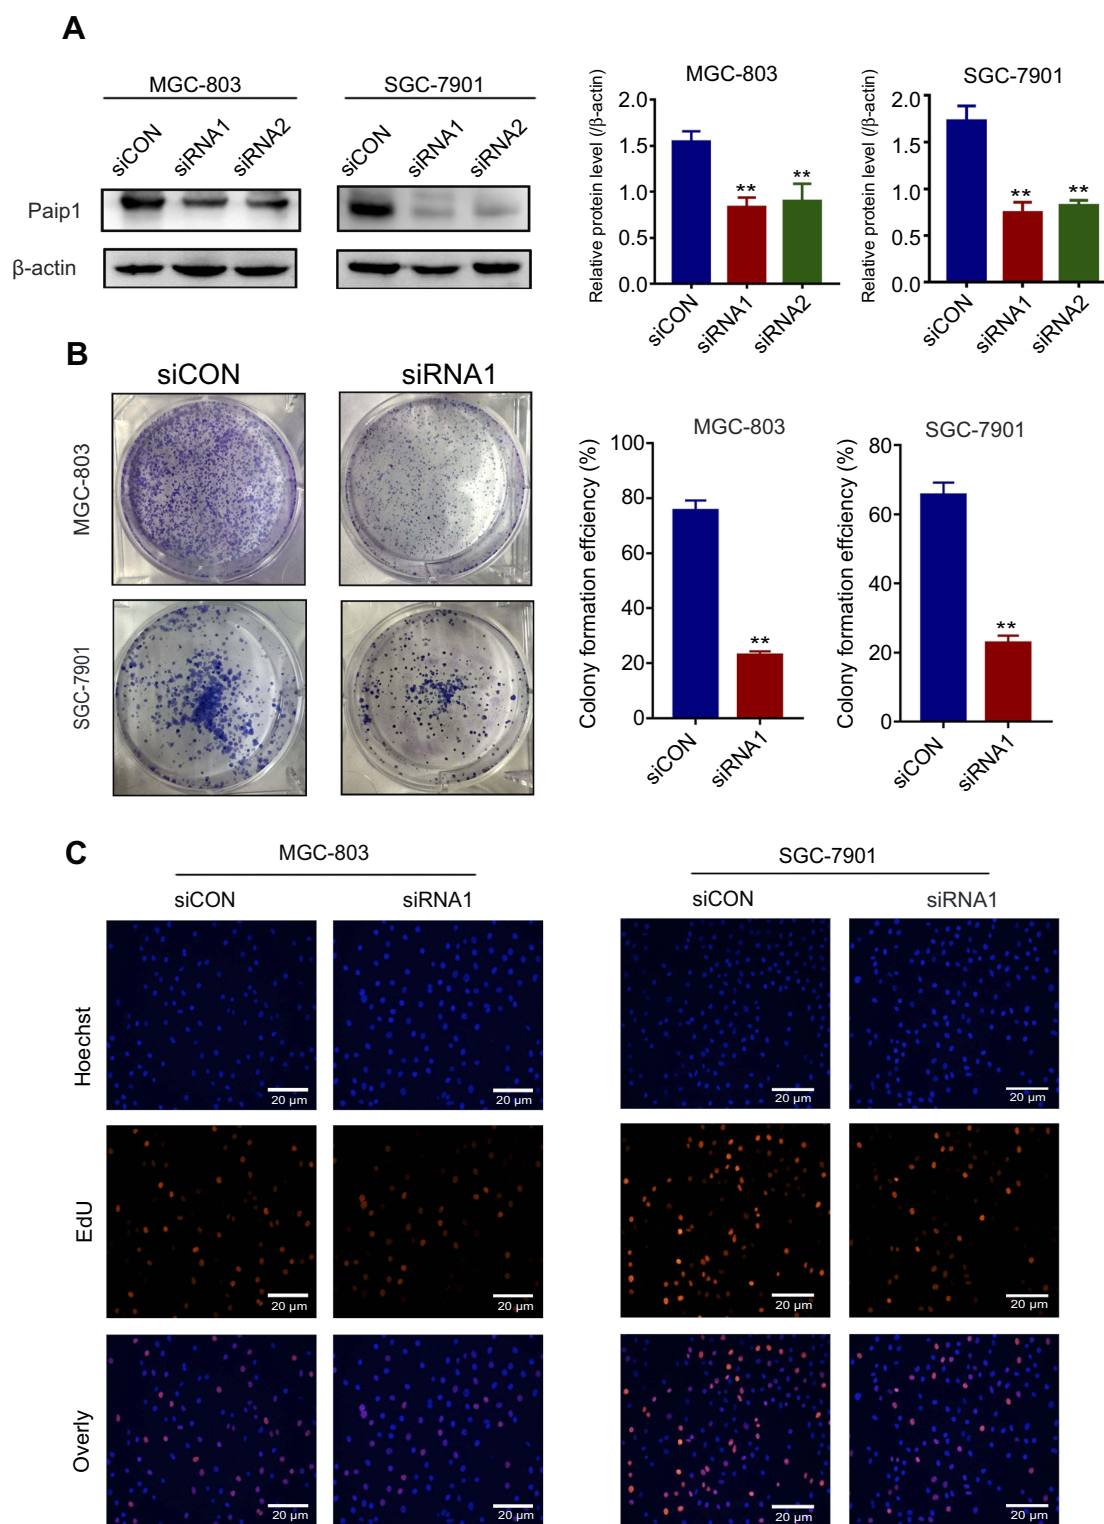 A
MGC-803
SGC-7901
siCON siRNA1 siRNA2
siCON siRNA1 siRNA2
Paip1
β-actin
MGC-803
Relative protein level (/β-actin)
2.0
1.5
1.0
0.5
0.0
** **
siCON siRNA1 siRNA2
SGC-7901
Relative protein level (/β-actin)
2.0
1.5
1.0
0.5
0.0
** **
siCON siRNA1 siRNA2
B
siCON siRNA1
MGC-803
SGC-7901
MGC-803
Colony formation effciency (%)
100
80
60
40
20
0
**
siCON siRNA1
SGC-7901
Colony formation effciency (%)
80
60
40
20
0
**
siCON siRNA1
C
MGC-803
SGC-7901
siCON siRNA1 siCON siRNA1
Hoechst
20 µm 20 µm 20 µm 20 µm
EdU
20 µm 20 µm 20 µm 20 µm
Overly
20 µm 20 µm 20 µm 20 µm